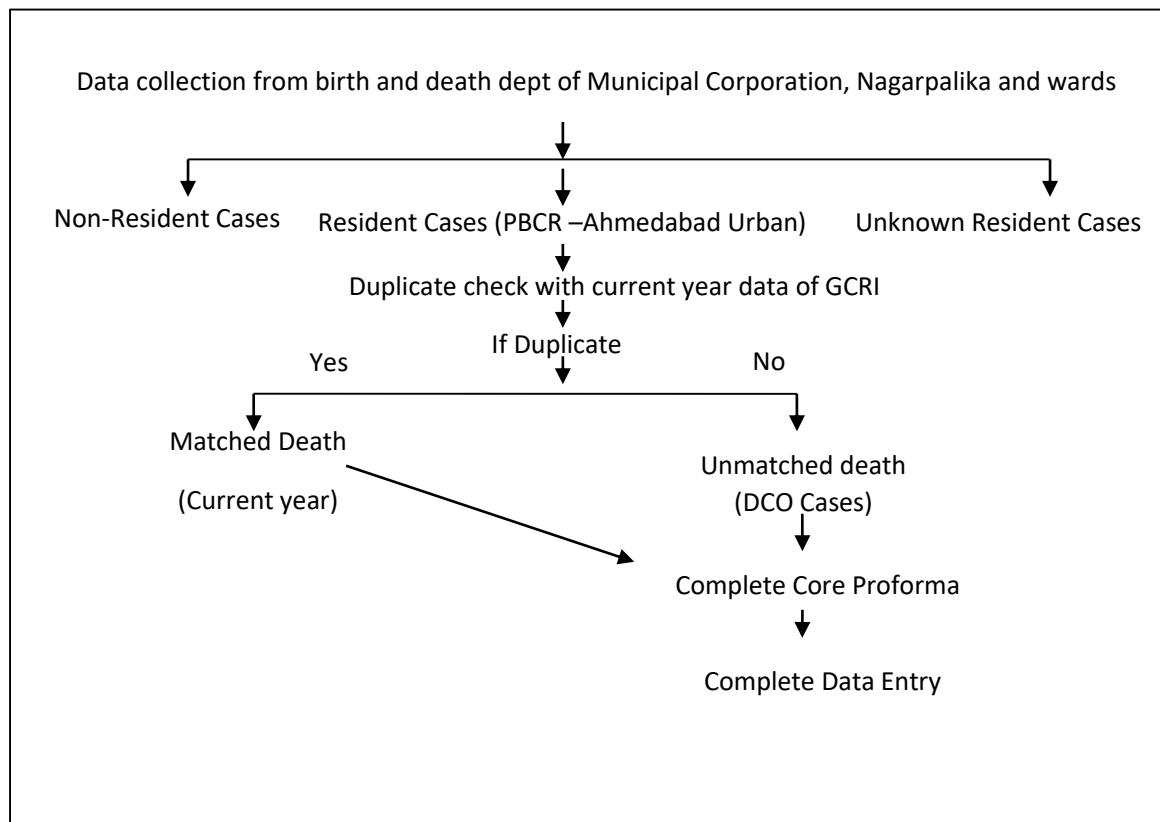 Data collection from birth and death dept of Municipal Corporation, Nagarpalika and wards
Non-Resident Cases
Resident Cases (PBCR –Ahmedabad Urban)
Unknown Resident Cases
Duplicate check with current year data of GCRI
If Duplicate
Yes
No
Matched Death
(Current year)
Unmatched death
(DCO Cases)
Complete Core Proforma
Complete Data Entry